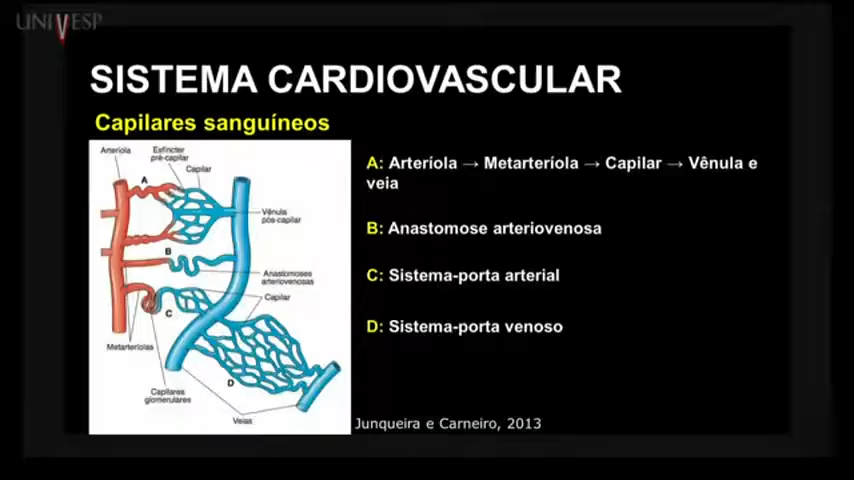 UNIVESP
SISTEMA CARDIOVASCULAR
Capilares sanguíneos
Arteríola
Esfíncter
pré-capilar
Capilar
A
Vênula
pós-capilar
B
Anastomoses
arteriovenosas
Capilar
C
Metarteríolas
D
Capilares
glomerulares
Veias
A: Arteríola → Metarteríola → Capilar → Vênula e
veia
B: Anastomose arteriovenosa
C: Sistema-porta arterial
D: Sistema-porta venoso
Junqueira e Carneiro, 2013